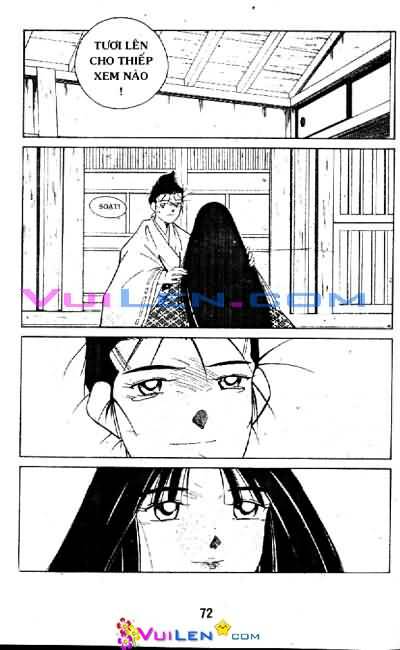 TƯƠI LÊN
CHO THIẾP
XEM NÀO
!
SOẠT!
VUILEN.COM
72
VUILEN.COM